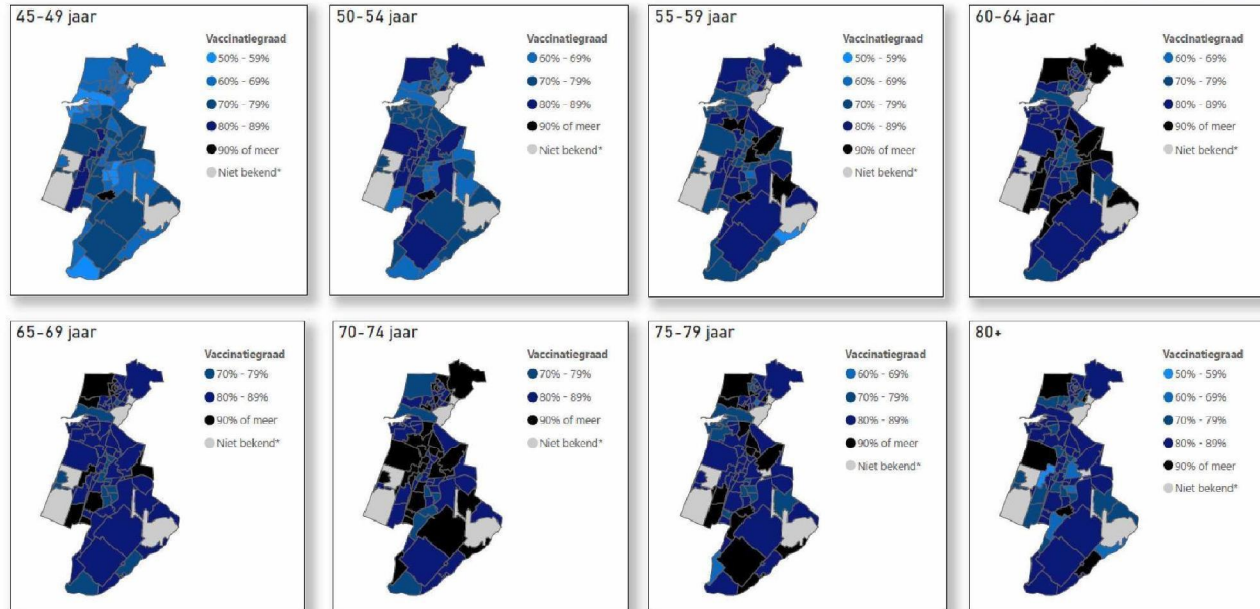 45-49 jaar
Vaccinatiegraad
50% - 59%
60% - 69%
70% - 79%
80% - 89%
90% of meer
Niet bekend*
50-54 jaar
Vaccinatiegraad
60% - 69%
70% - 79%
80% - 89%
90% of meer
Niet bekend*
55-59 jaar
Vaccinatiegraad
50% - 59%
60% - 69%
70% - 79%
80% - 89%
90% of meer
Niet bekend*
60-64 jaar
Vaccinatiegraad
60% - 69%
70% - 79%
80% - 89%
90% of meer
Niet bekend*
65-69 jaar
Vaccinatiegraad
70% - 79%
80% - 89%
90% of meer
Niet bekend*
70-74 jaar
Vaccinatiegraad
70% - 79%
80% - 89%
90% of meer
Niet bekend*
75-79 jaar
Vaccinatiegraad
60% - 69%
70% - 79%
80% - 89%
90% of meer
Niet bekend*
80+
Vaccinatiegraad
50% - 59%
60% - 69%
70% - 79%
80% - 89%
90% of meer
Niet bekend*